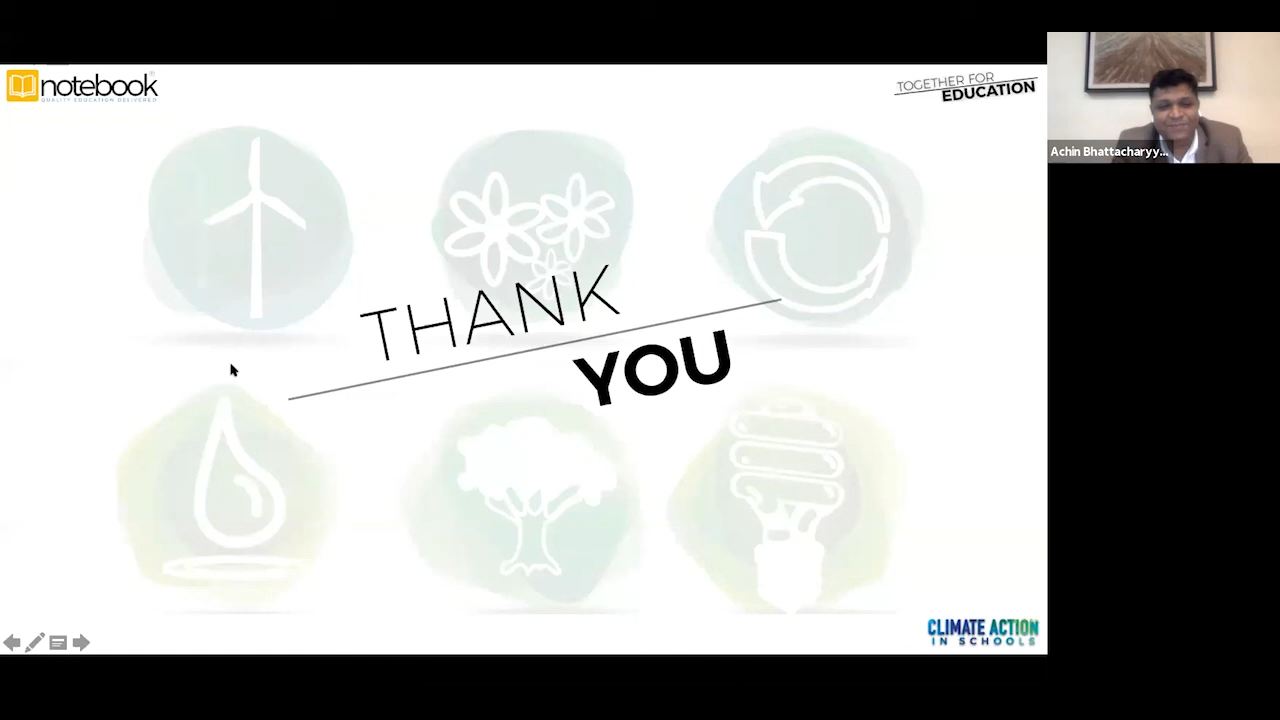 notebook
QUALITY EDUCATION DELIVERED
TOGETHER FOR
EDUCATION
Achin Bhattacharyy...
THANK
YOU
CLIMATE ACTION
IN SCHOOLS